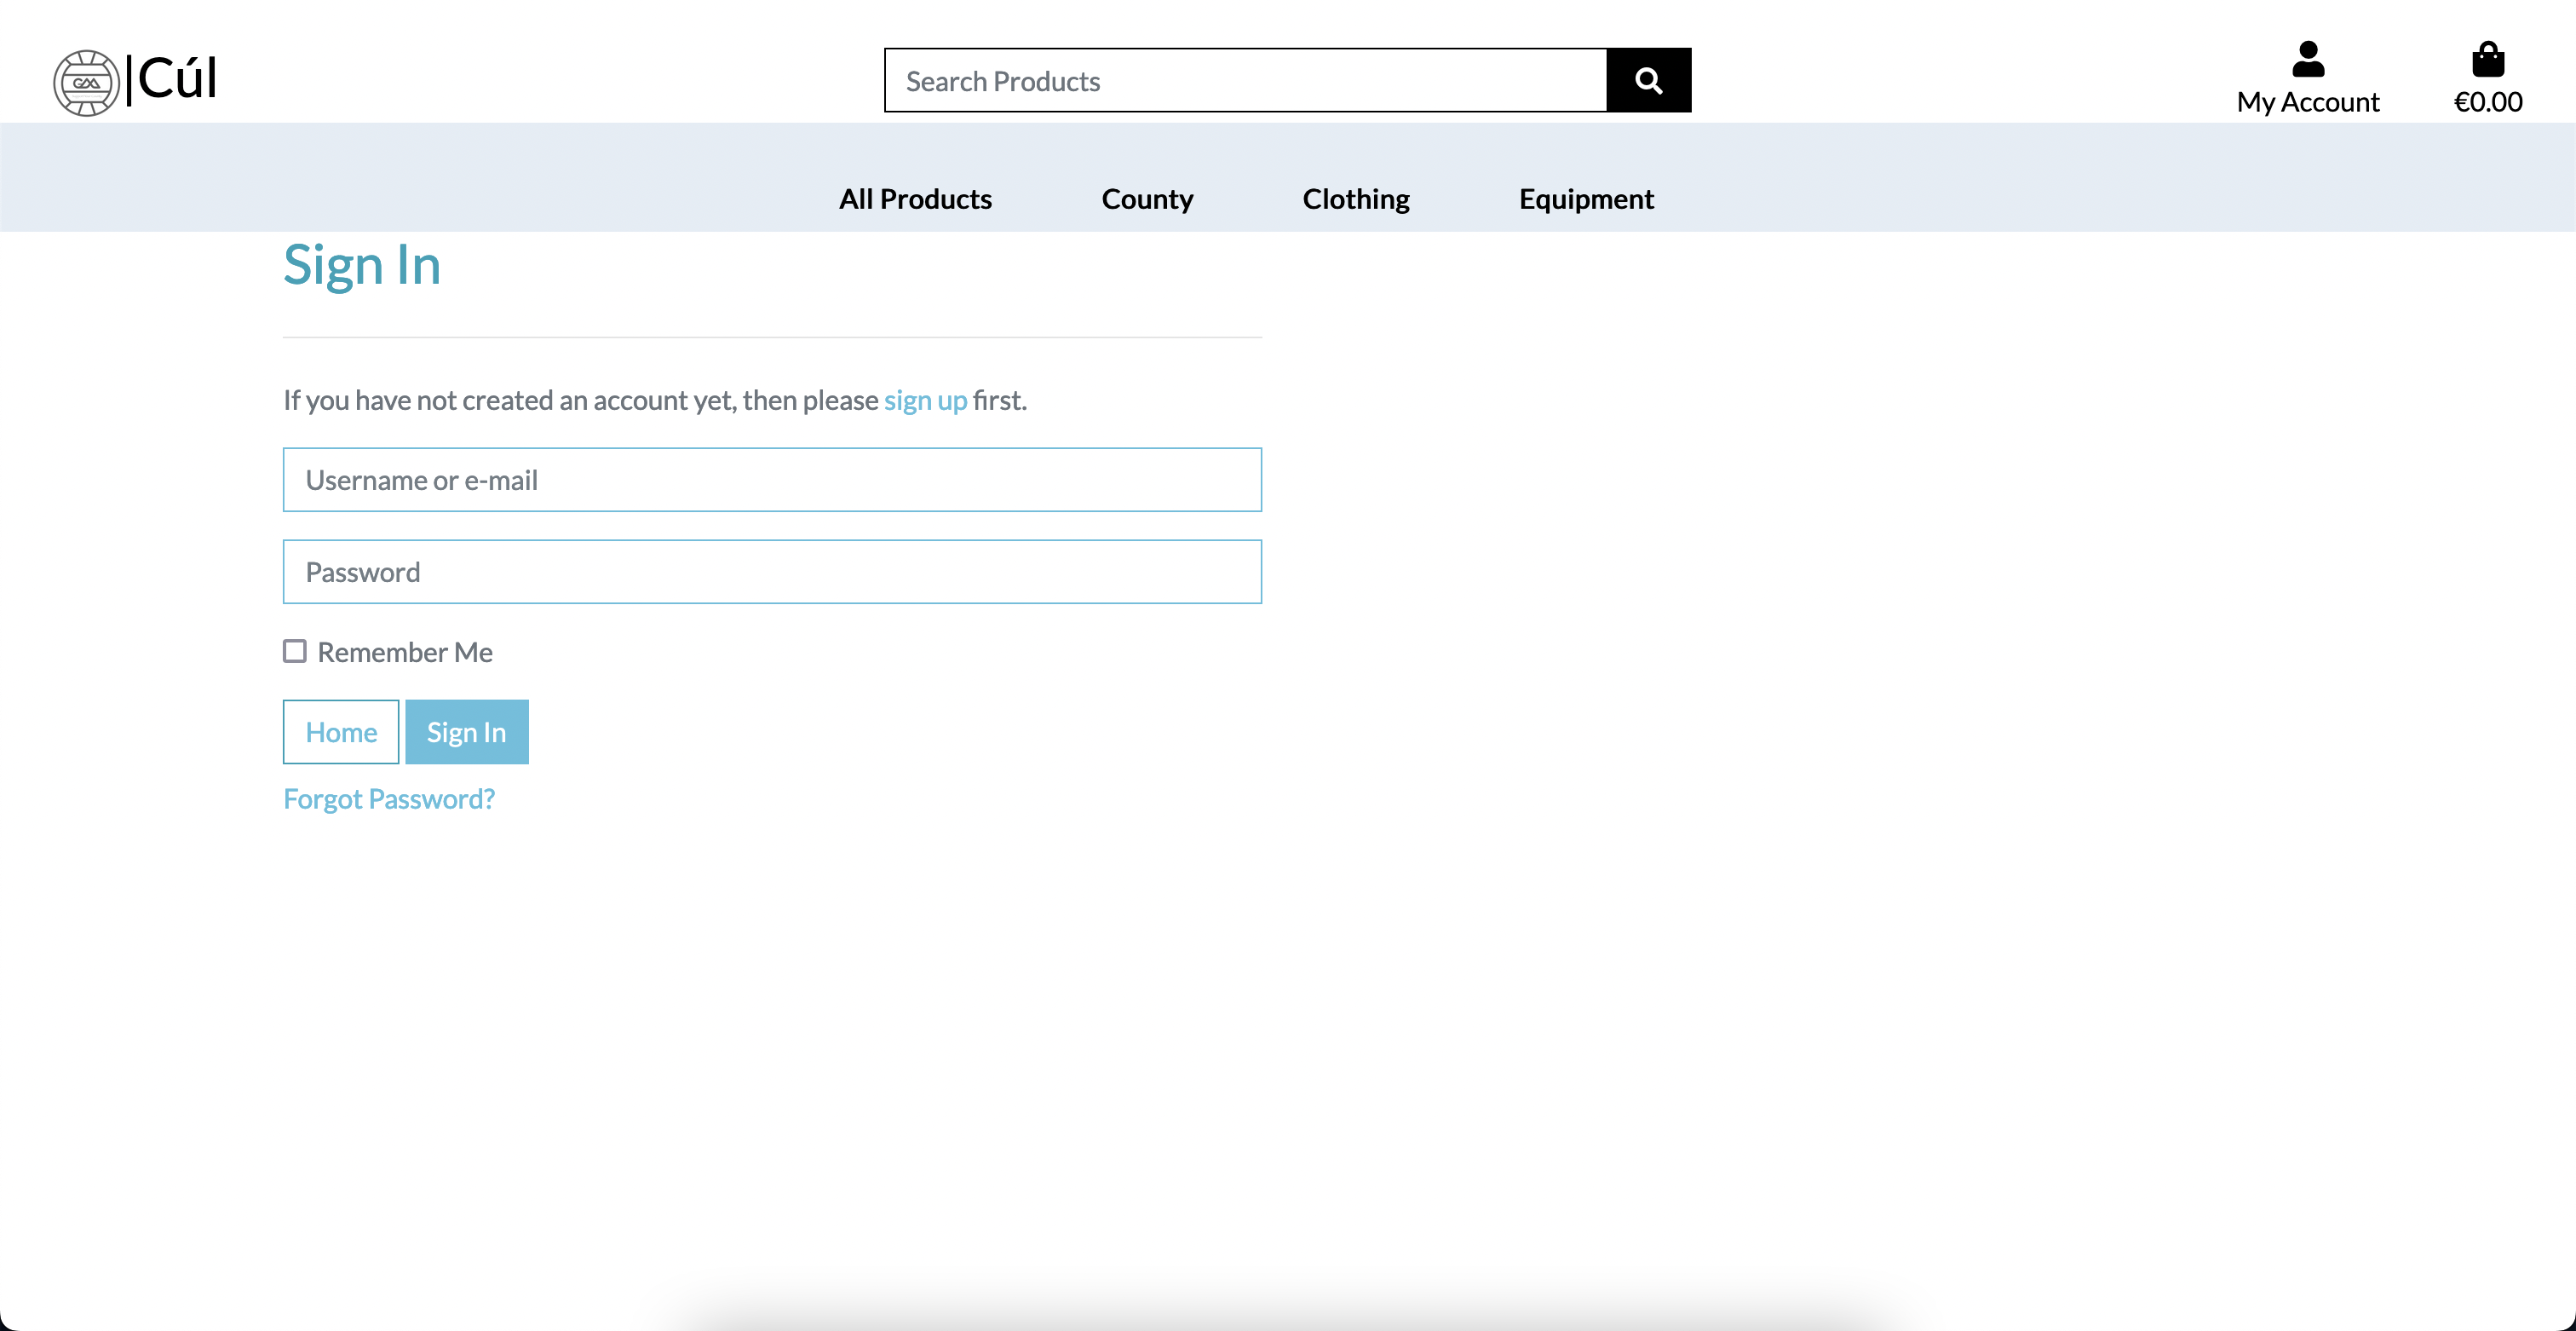 GAA
|Cúl
Search Products
My Account
€0.00
All Products
County
Clothing
Equipment
Sign In
If you have not created an account yet, then please sign up first.
Username or e-mail
Password
Remember Me
Home
Sign In
Forgot Password?